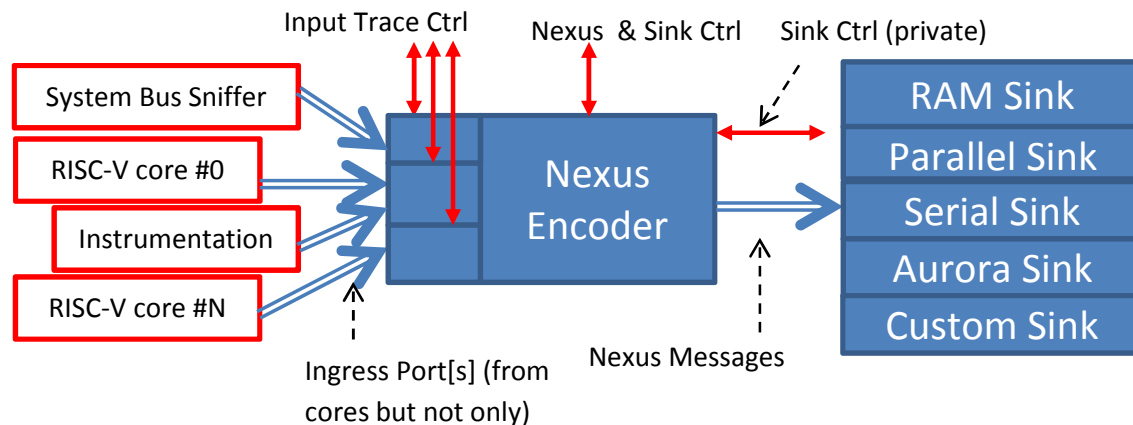 Input Trace Ctrl
Nexus & Sink Ctrl
Sink Ctrl (private)
System Bus Sniffer
RISC-V core #0
Instrumentation
RISC-V core #N
Nexus
Encoder
RAM Sink
Parallel Sink
Serial Sink
Aurora Sink
Custom Sink
Ingress Port[s] (from
cores but not only)
Nexus Messages